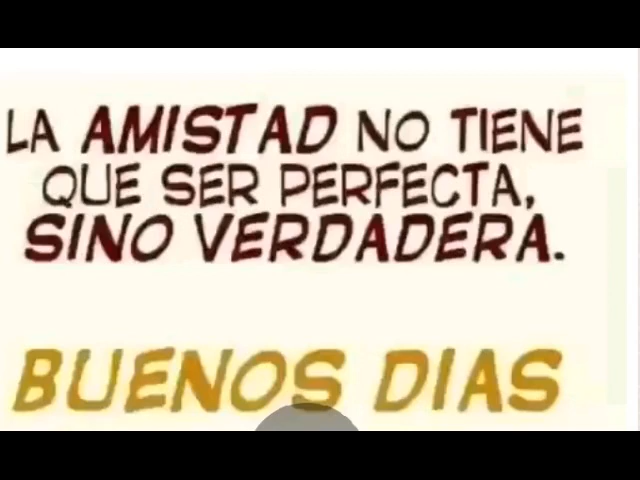 LA AMISTAD NO TIENE
QUE SER PERFECTA,
SINO VERDADERA.
BUENOS DIAS